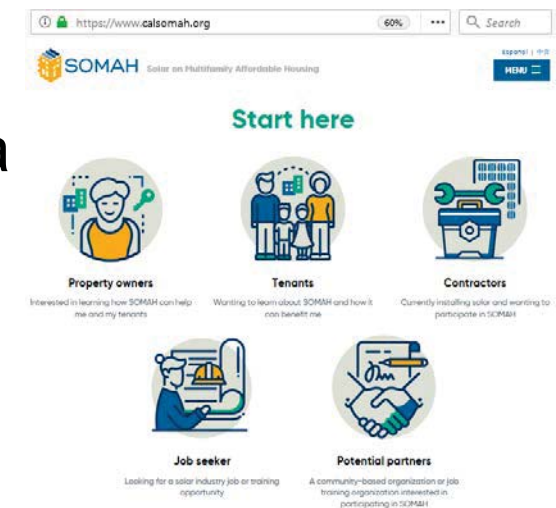 https://www.calsomah.org
60%
Search
español | 中文
SOMAH Solar on Multifamily Affordable Housing
MENU
Start here
a
Property owners
Interested in learning how SOMAH can help
me and my tenants
Tenants
Wanting to learn about SOMAH and how it
can benefit me
Contractors
Currently installing solar and wanting to
participate in SOMAH
Job seeker
Looking for a solar industry job or training
opportunity
Potential partners
A community-based organization or job
training organization interested in
participating in SOMAH